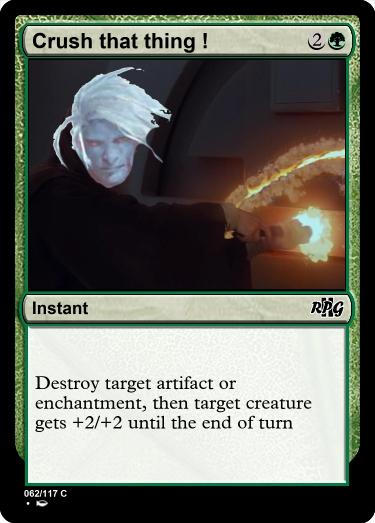 Crush that thing ! 2
Instant RPG
Destroy target artifact or
enchantment, then target creature
gets +2/+2 until the end of turn
062/117 C